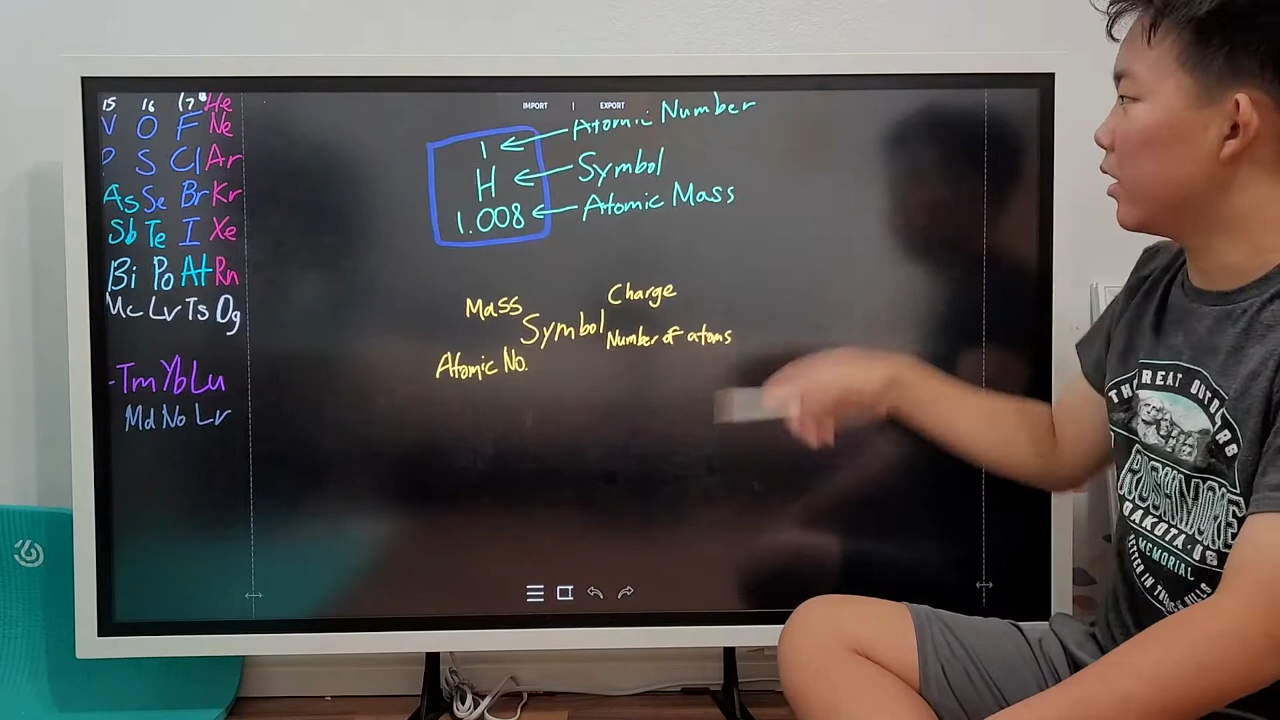 IMPORT | EXPORT
15 16 17 He
O F Ne
P S Cl Ar
As Se Br Kr
Sb Te I Xe
Bi Po At Rn
Mc Lv Ts Og
Tm Yb Lu
Md No Lr
1 Atomic Number
H Symbol
1.008 Atomic Mass
Mass Charge
Symbol
Number of atoms
Atomic No.
GREAT OUTDOORS
RUSHMORE
DAKOTA US
MEMORIAL